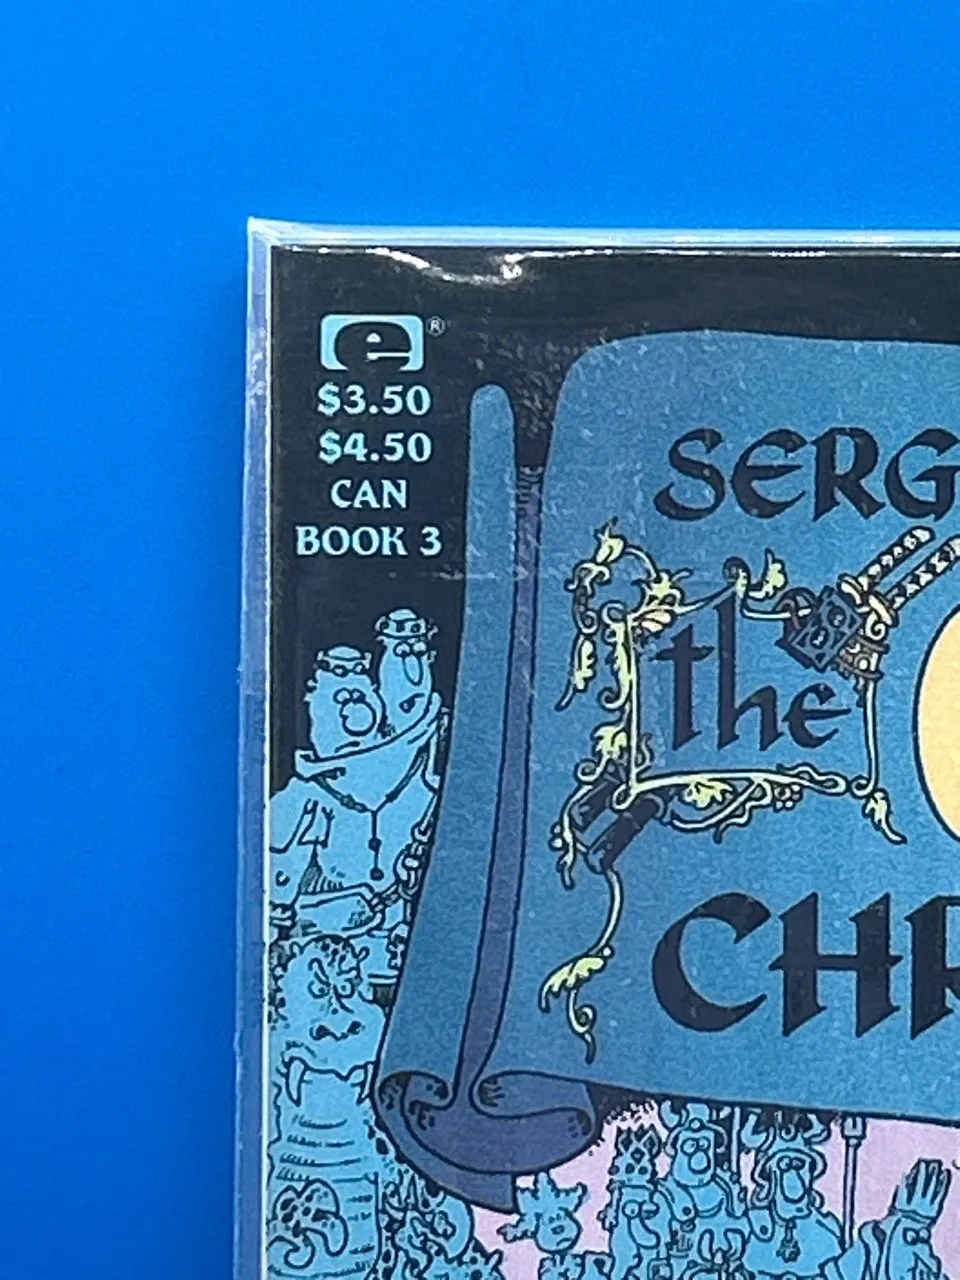 e ®
$3.50
$4.50
CAN
BOOK 3
SERG
the
CHR